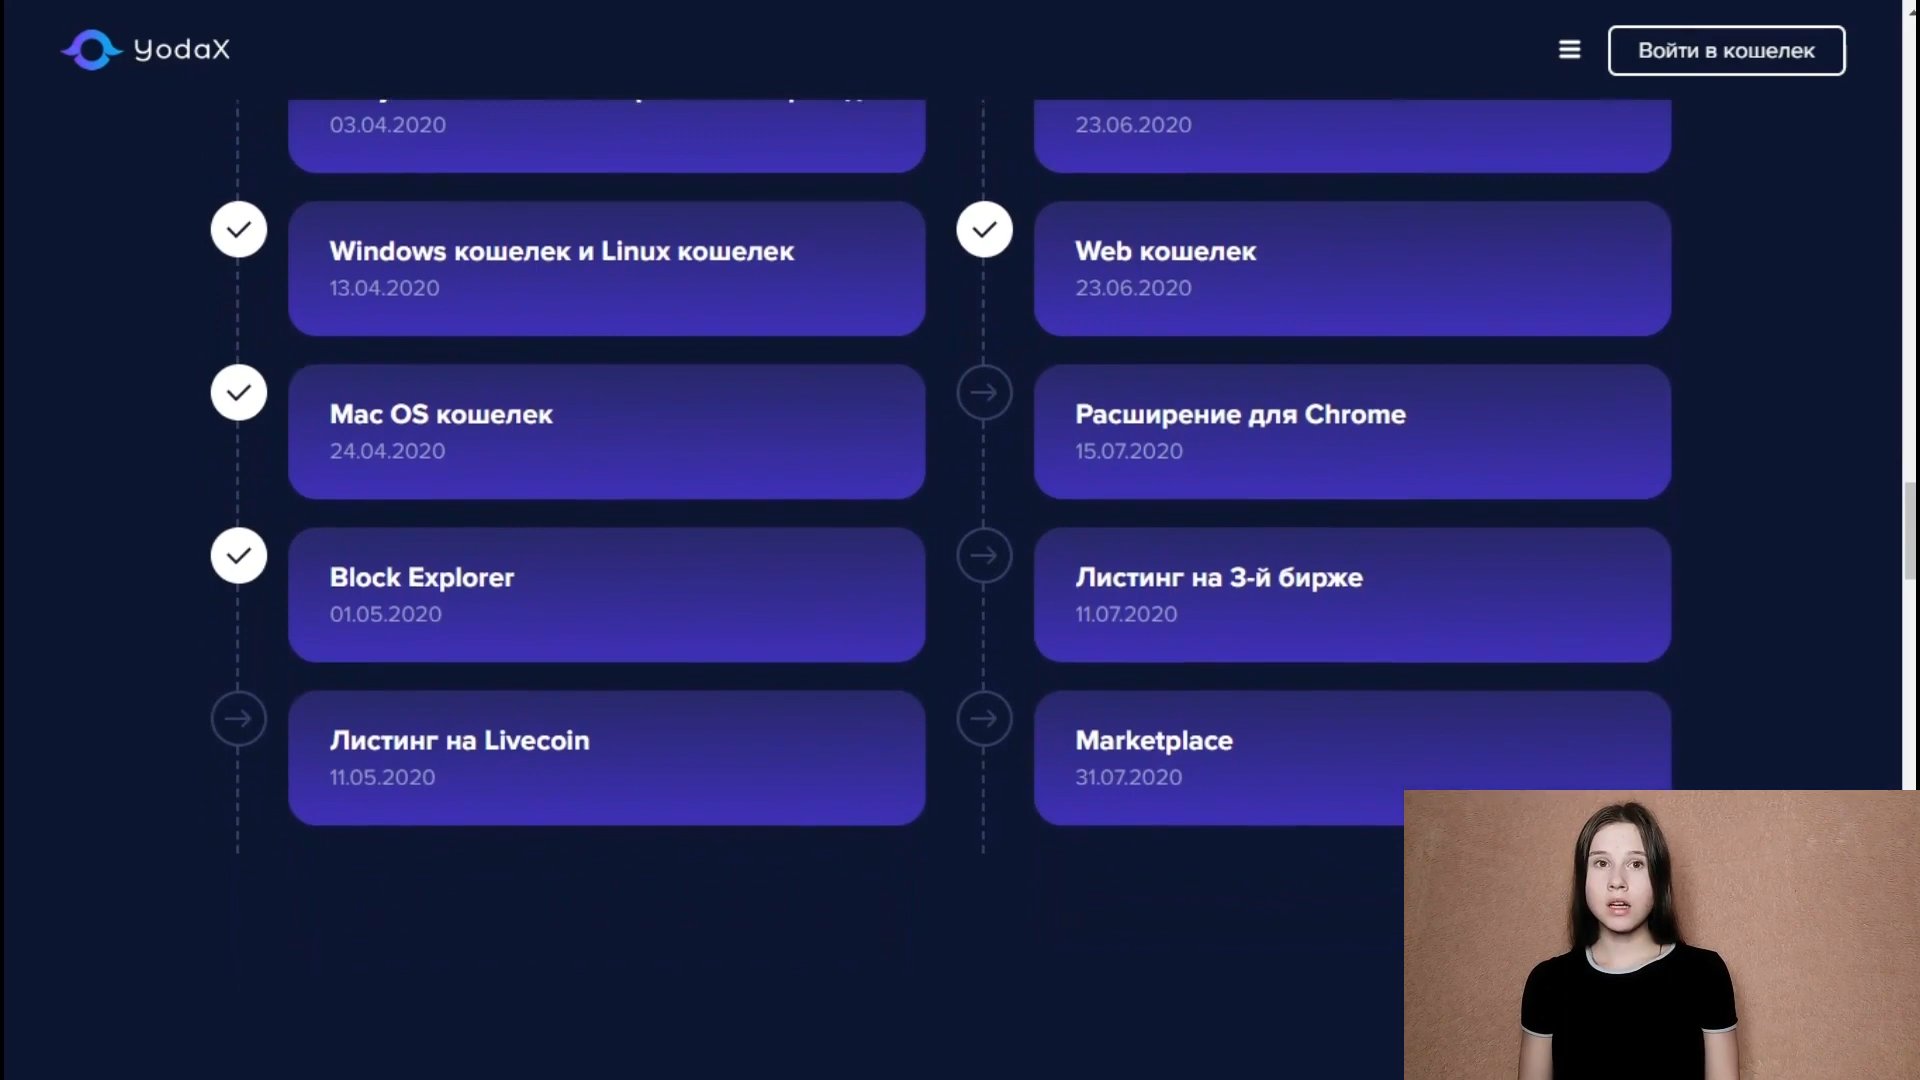 YodaX
Войти в кошелек
03.04.2020
Windows кошелек и Linux кошелек
13.04.2020
Mac OS кошелек
24.04.2020
Block Explorer
01.05.2020
Листинг на Livecoin
11.05.2020
23.06.2020
Web кошелек
23.06.2020
Расширение для Chrome
15.07.2020
Листинг на 3-й бирже
11.07.2020
Marketplace
31.07.2020